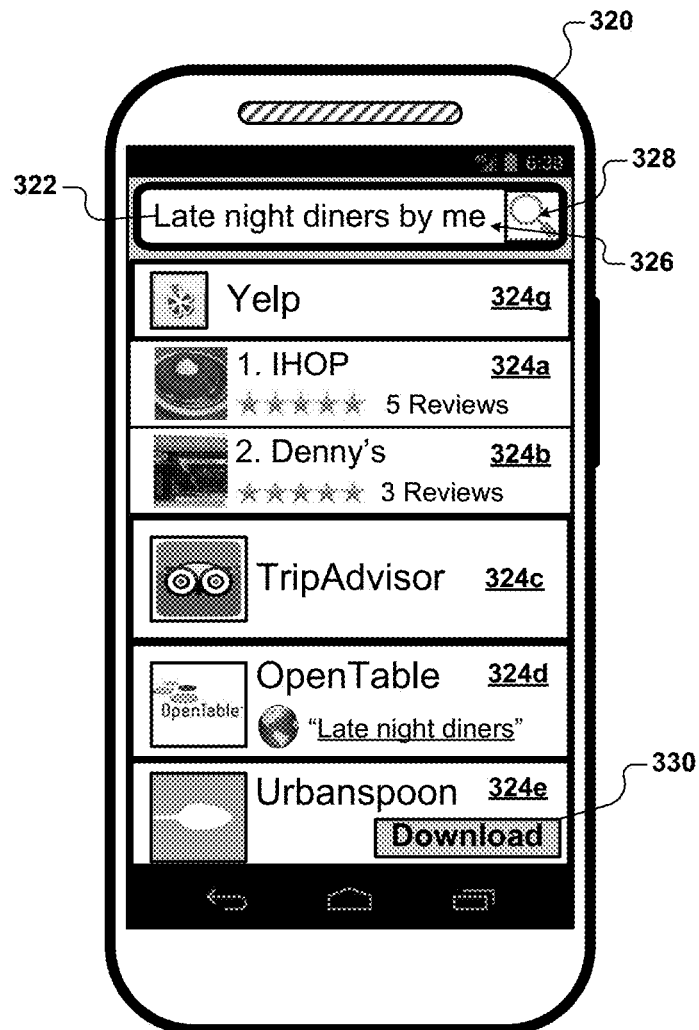 320
328
322
Late night diners by me
326
Yelp 324g
1. IHOP 324a
5 Reviews
2. Denny's 324b
3 Reviews
TripAdvisor 324c
OpenTable 324d
OpenTable
“Late night diners”
330
Urbanspoon 324e
Download